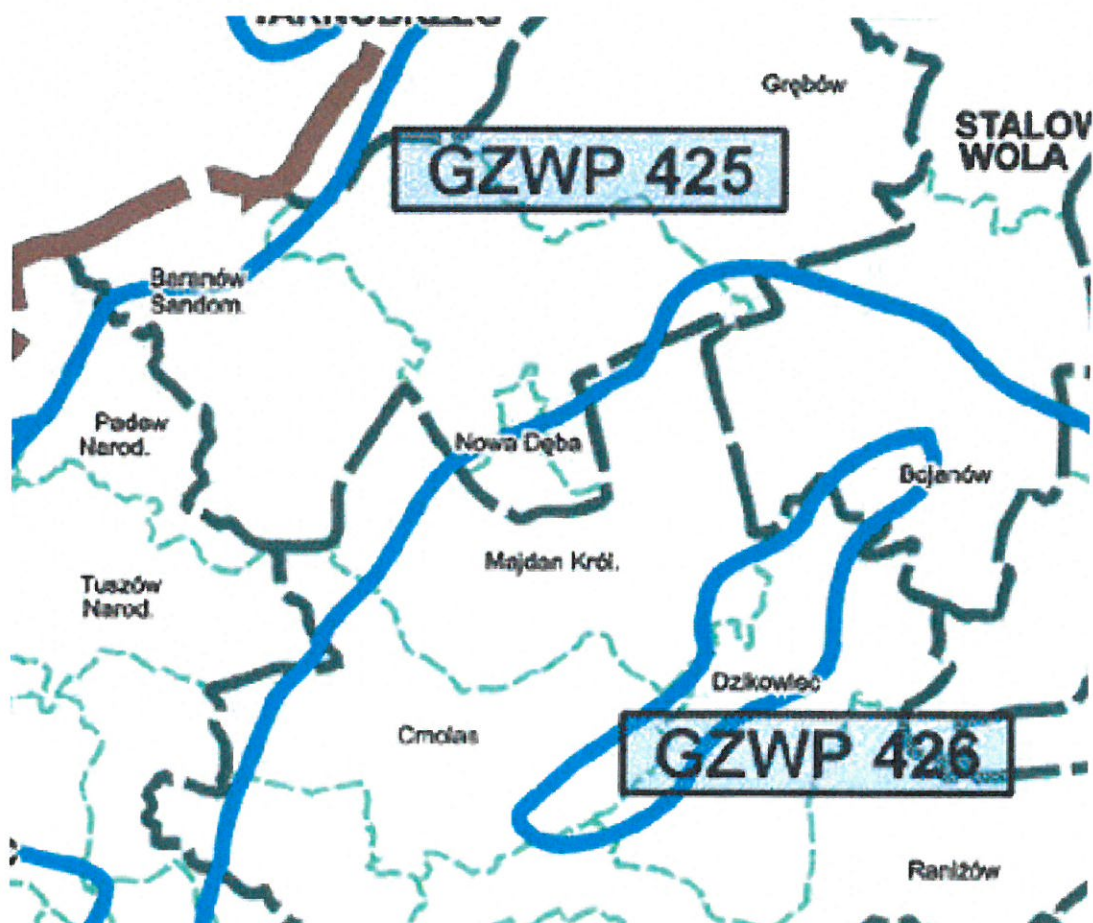 TARNOBRZEG
Grębów
STALOW
WOLA
GZWP 425
Baranów
Sandom.
Padew
Narod.
Nowa Dęba
Bojanów
Majdan Król.
Tuszów
Narod.
Dzikowiec
Cmolas
GZWP 426
Raniżów